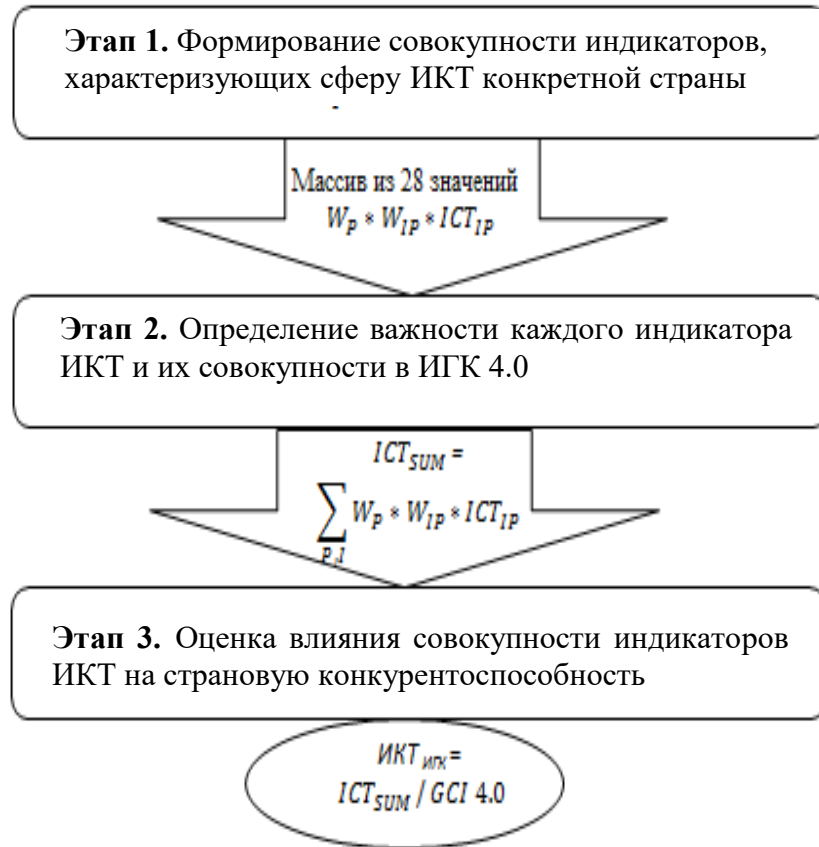 Этап 1. Формирование совокупности индикаторов,
характеризующих сферу ИКТ конкретной страны
Массив из 28 значений
W_P * W_IP * ICT_IP
Этап 2. Определение важности каждого индикатора
ИКТ и их совокупности в ИГК 4.0
ICT_SUM =
∑_P,I W_P * W_IP * ICT_IP
Этап 3. Оценка влияния совокупности индикаторов
ИКТ на страновую конкурентоспособность
ИКТ_ИГК =
ICT_SUM / GCI 4.0